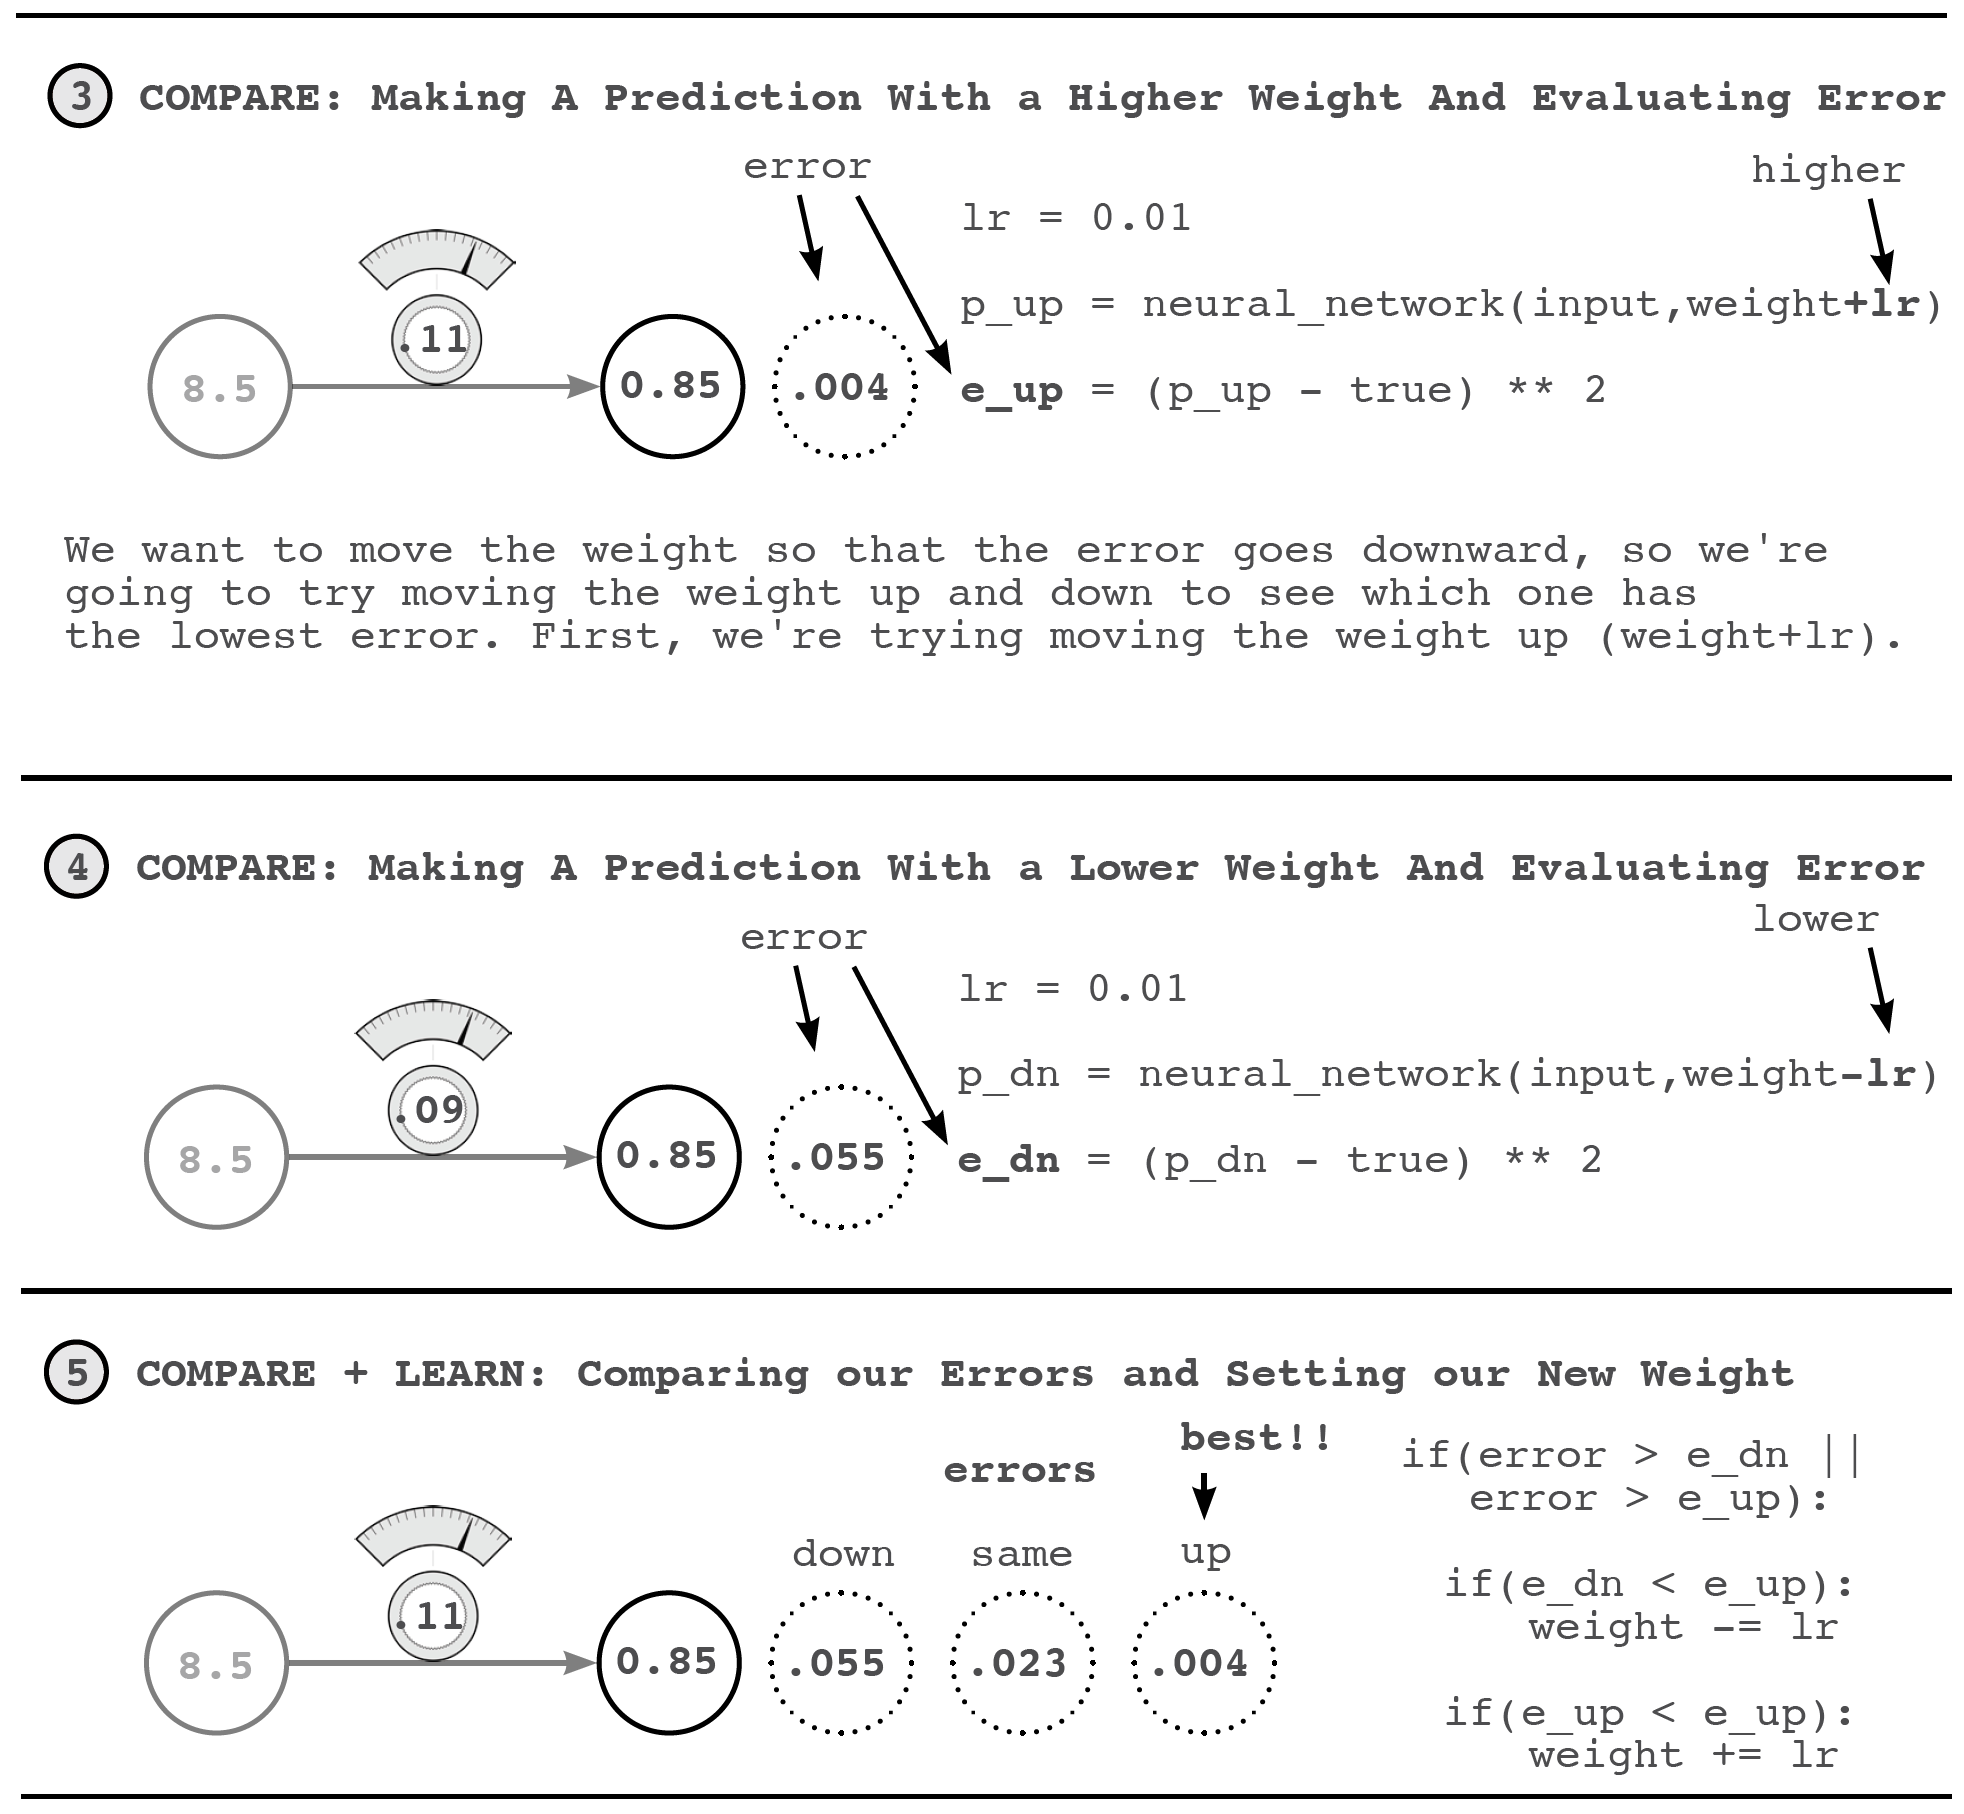 3 COMPARE: Making A Prediction With a Higher Weight And Evaluating Error
error
higher
lr = 0.01
p_up = neural_network(input,weight+lr)
.11
8.5
0.85
.004
e_up = (p_up - true) ** 2
We want to move the weight so that the error goes downward, so we're
going to try moving the weight up and down to see which one has
the lowest error. First, we're trying moving the weight up (weight+lr).
4 COMPARE: Making A Prediction With a Lower Weight And Evaluating Error
lower
error
lr = 0.01
p_dn = neural_network(input,weight-lr)
.09
8.5
0.85
.055
e_dn = (p_dn - true) ** 2
5 COMPARE + LEARN: Comparing our Errors and Setting our New Weight
best!!
errors
down same up
.11
8.5
0.85
.055 .023 .004
if(error > e_dn ||
error > e_up):
if(e_dn < e_up):
weight -= lr
if(e_up < e_up):
weight += lr